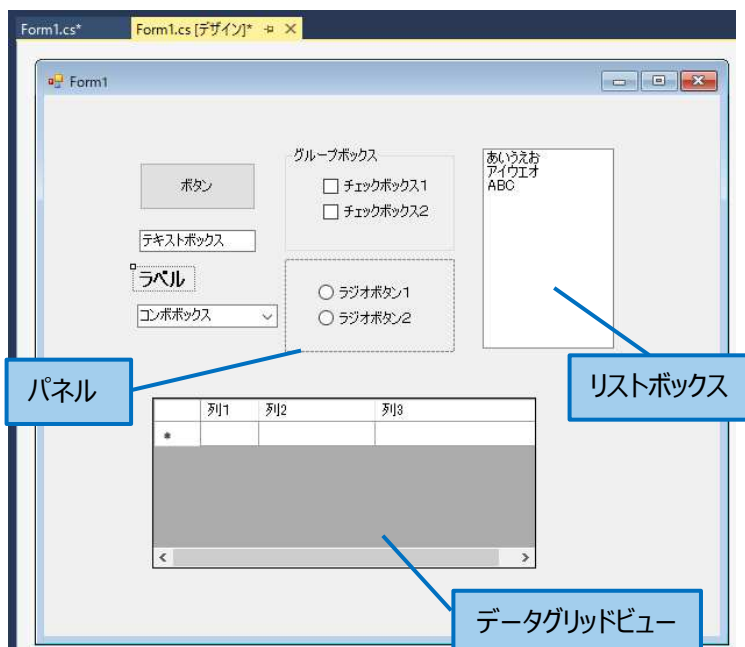 Form1.cs*
Form1.cs [デザイン]*
Form1
ボタン
テキストボックス
ラベル
コンボボックス
グループボックス
チェックボックス1
チェックボックス2
ラジオボタン1
ラジオボタン2
あいうえお
アイウエオ
ABC
パネル
リストボックス
列1 列2 列3
*
データグリッドビュー